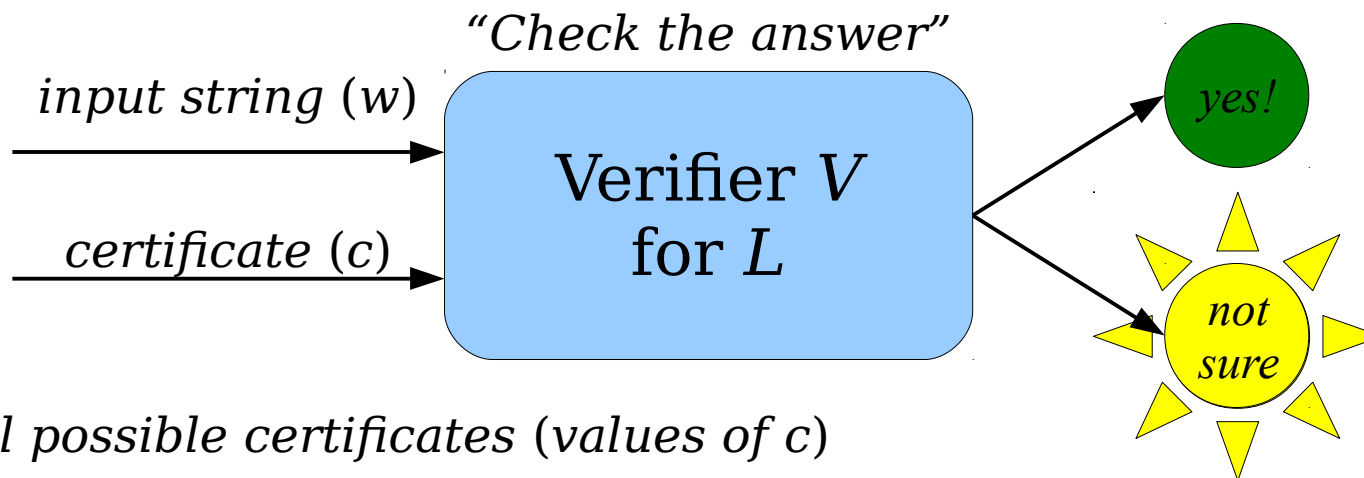 “Check the answer”
input string (w)
yes!
Verifier V
for L
certificate (c)
not
sure
possible certificates (values of c)